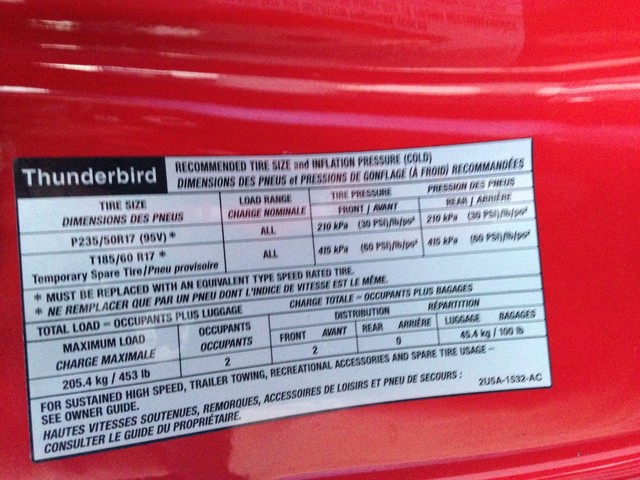 Thunderbird
RECOMMENDED TIRE SIZE and INFLATION PRESSURE (COLD)
DIMENSIONS DES PNEUS et PRESSIONS DE GONFLAGE (À FROID) RECOMMANDÉES
TIRE SIZE
DIMENSIONS DES PNEUS
LOAD RANGE
CHARGE NOMINALE
TIRE PRESSURE PRESSION DES PNEUS
FRONT / AVANT REAR / ARRIÈRE
P235/50R17 (95V) * ALL 210 kPa (30 PSI)/lb/po² 210 kPa (30 PSI)/lb/po²
T185/60 R17 * ALL 415 kPa (60 PSI)/lb/po² 415 kPa (60 PSI)/lb/po²
Temporary Spare Tire/Pneu provisoire
* MUST BE REPLACED WITH AN EQUIVALENT TYPE SPEED RATED TIRE.
* NE REMPLACER QUE PAR UN PNEU DONT L'INDICE DE VITESSE EST LE MÊME.
TOTAL LOAD – OCCUPANTS PLUS LUGGAGE CHARGE TOTALE – OCCUPANTS PLUS BAGAGES
MAXIMUM LOAD
CHARGE MAXIMALE
OCCUPANTS
OCCUPANTS
DISTRIBUTION RÉPARTITION
FRONT AVANT REAR ARRIÈRE LUGGAGE BAGAGES
205.4 kg / 453 lb 2 2 0 45.4 kg / 100 lb
FOR SUSTAINED HIGH SPEED, TRAILER TOWING, RECREATIONAL ACCESSORIES AND SPARE TIRE USAGE –
SEE OWNER GUIDE.
HAUTES VITESSES SOUTENUES, REMORQUES, ACCESSOIRES DE LOISIRS ET PNEU DE SECOURS :
CONSULTER LE GUIDE DU PROPRIÉTAIRE.
2U5A-1532-AC